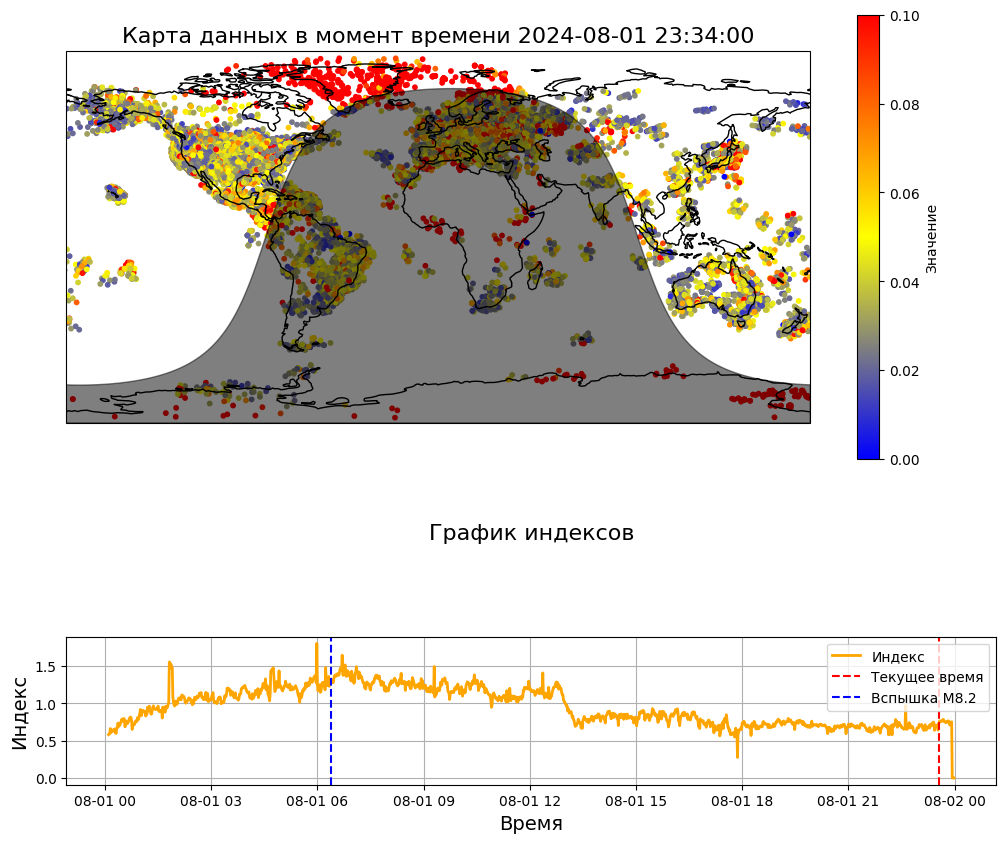 Карта данных в момент времени 2024-08-01 23:34:00
0.10
0.08
0.06
0.04
0.02
0.00
Значение
График индексов
Индекс
1.5
1.0
0.5
0.0
Индекс
Текущее время
Вспышка M8.2
08-01 00
08-01 03
08-01 06
08-01 09
08-01 12
08-01 15
08-01 18
08-01 21
08-02 00
Время